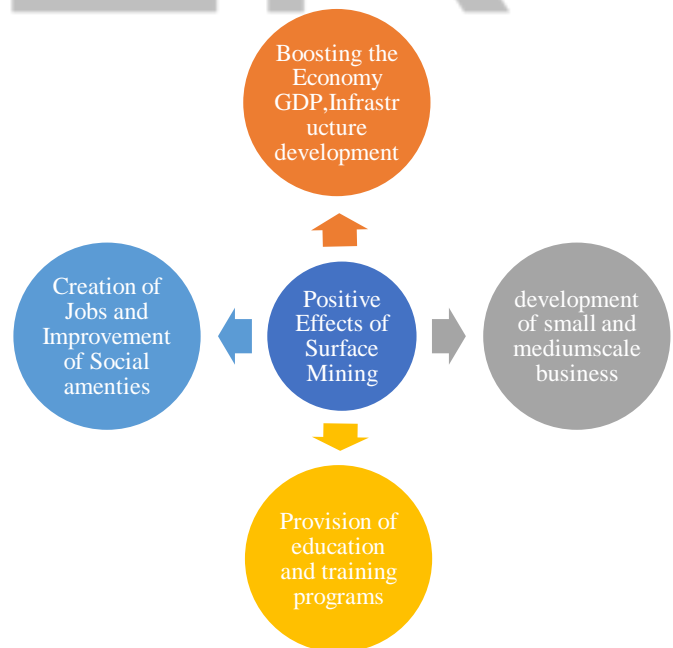 Boosting the
Economy
GDP,Infrastr
ucture
development
Creation of
Jobs and
Improvement
of Social
amenties
Positive
Effects of
Surface
Mining
development
of small and
mediumscale
business
Provision of
education
and training
programs